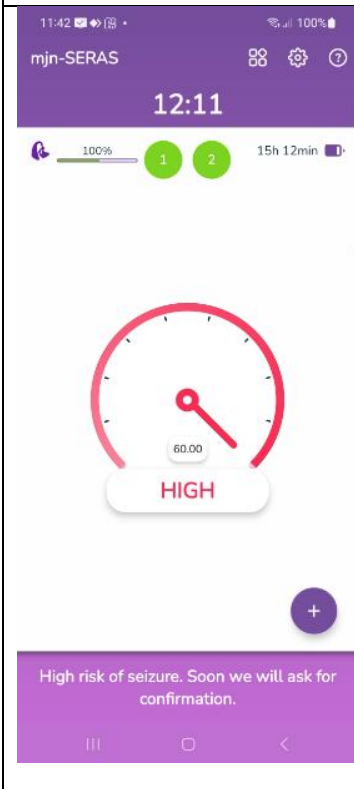 11:42
100%
mjn-SERAS
12:11
100%
1
2
15h 12min
60.00
HIGH
+
High risk of seizure. Soon we will ask for
confirmation.